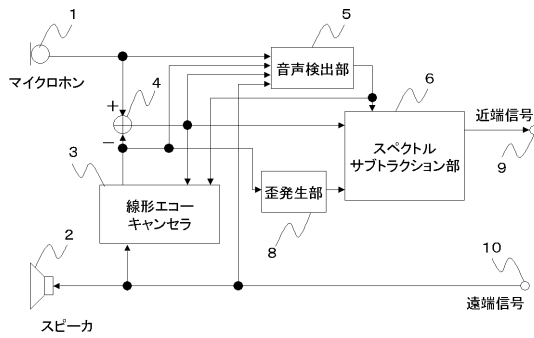 1
5
マイクロホン
音声検出部
4
6
+
近端信号
−
スペクトル
サブトラクション部
9
3
線形エコー
キャンセラ
歪発生部
8
2
10
遠端信号
スピーカ